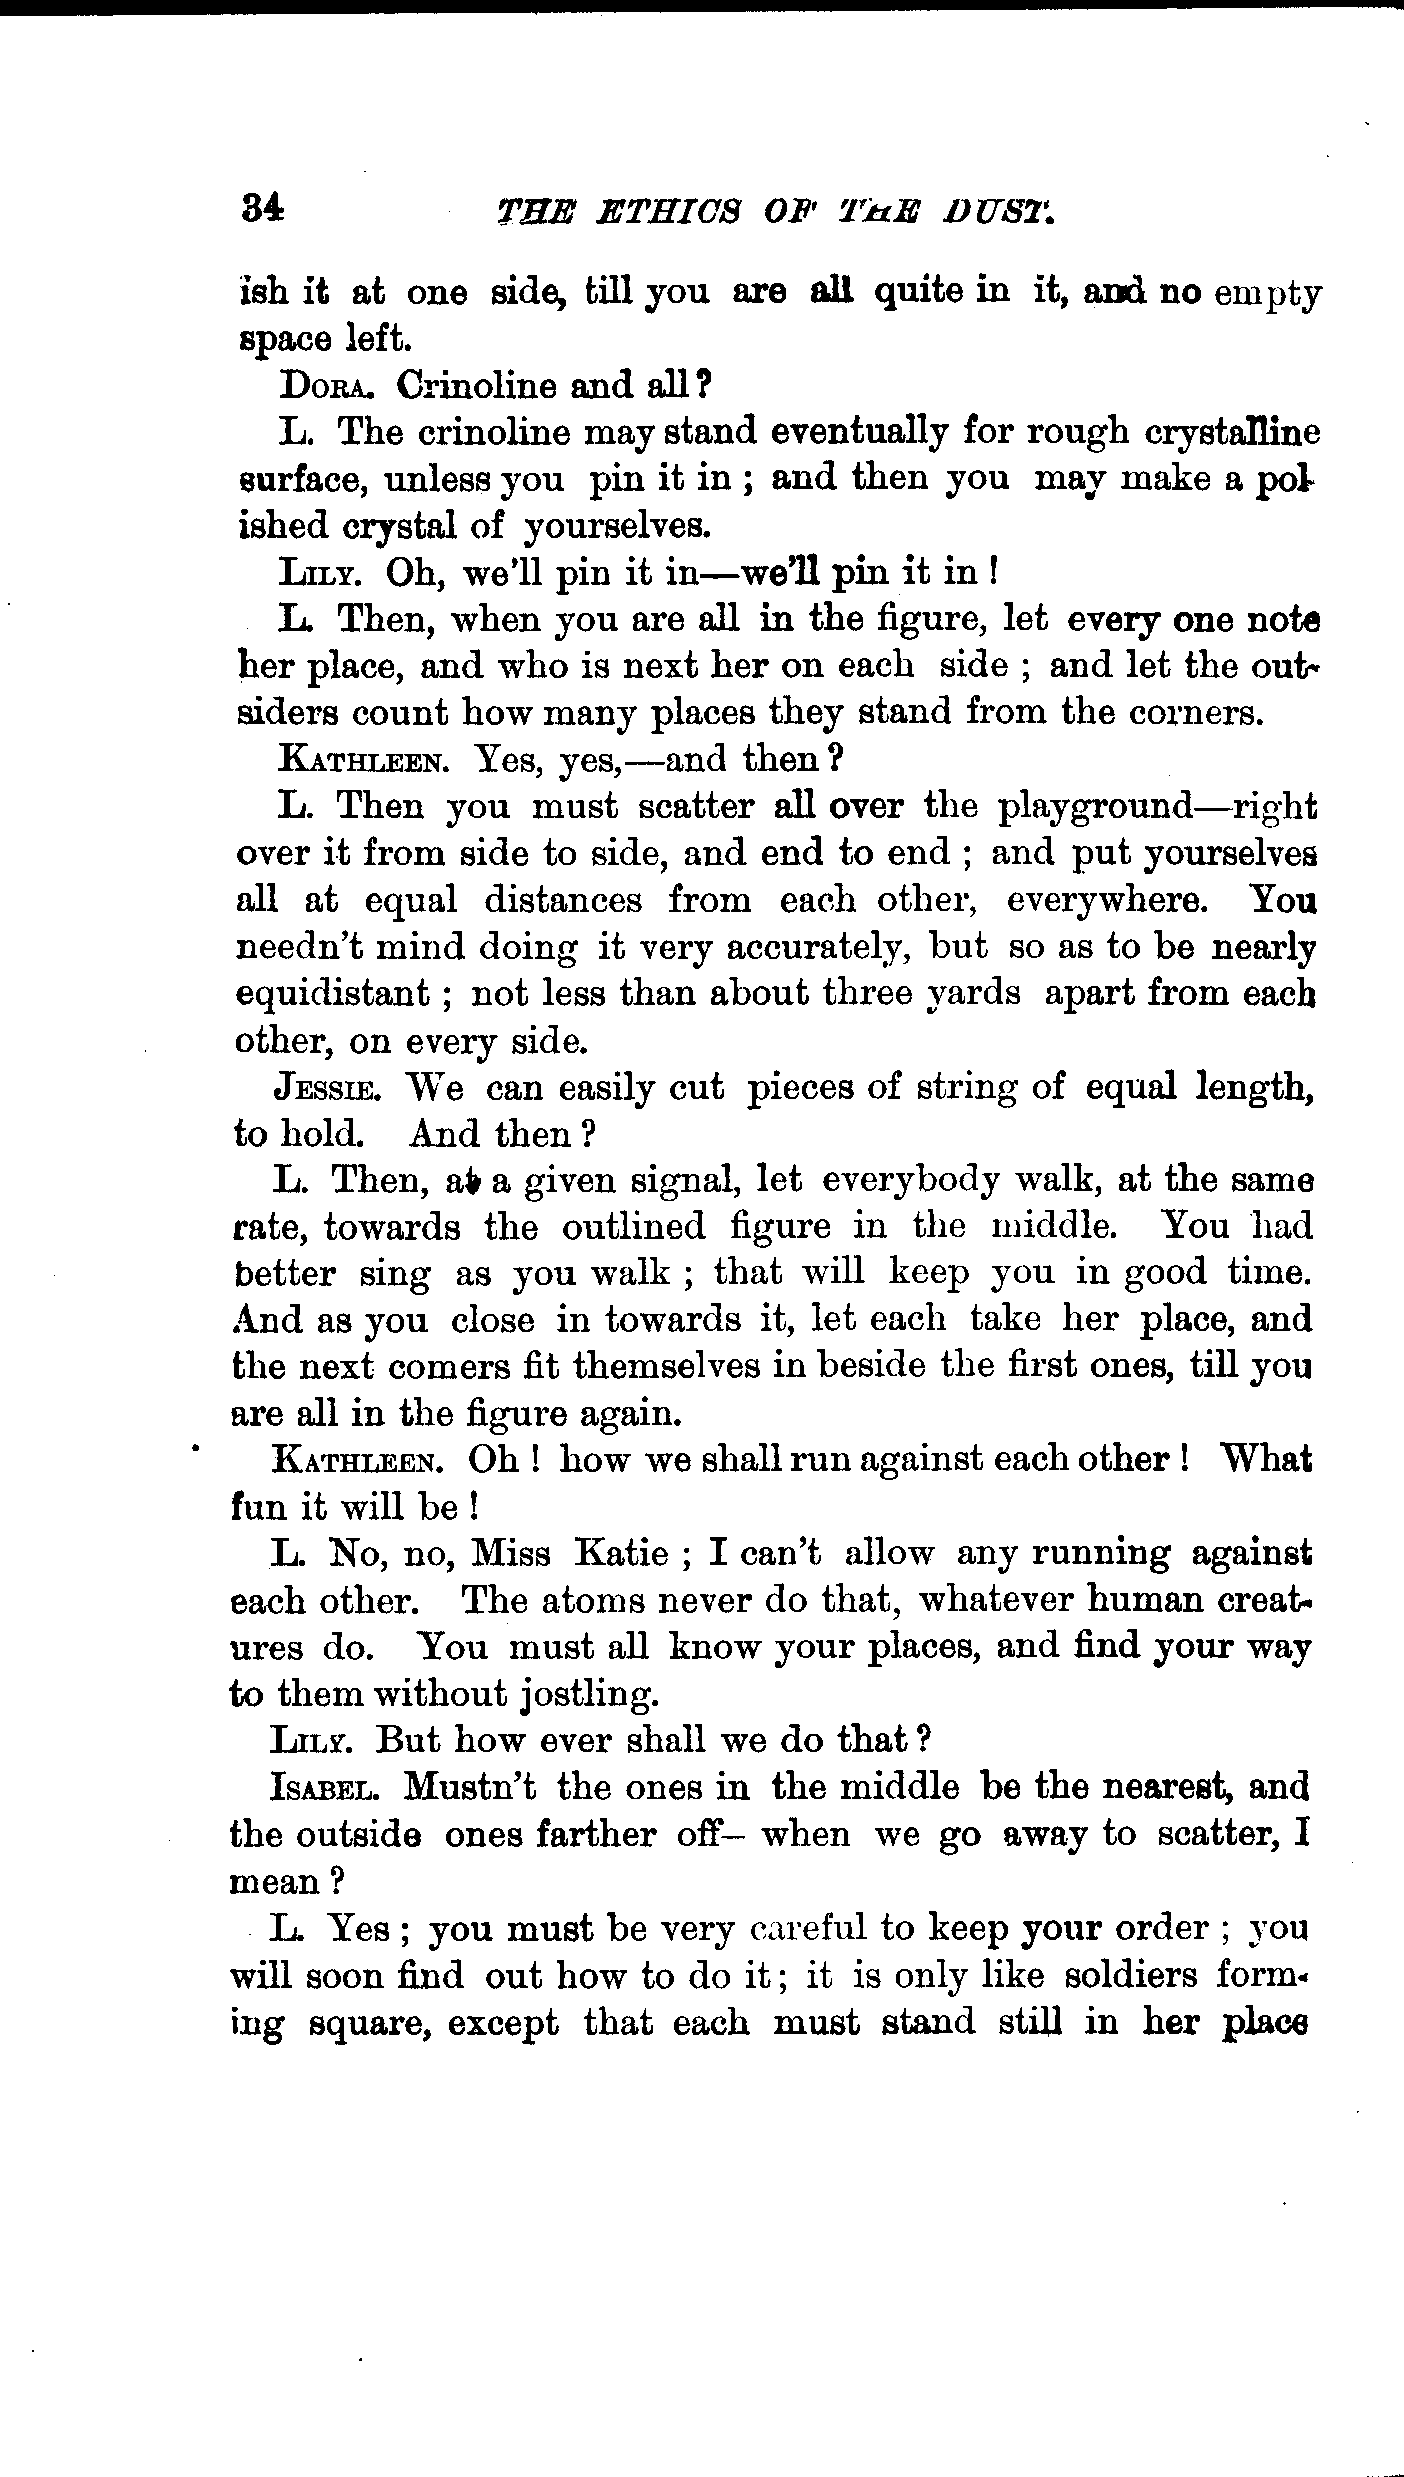 34 THE ETHICS OF THE DUST.
ish it at one side, till you are all quite in it, and no empty
space left.
DORA. Crinoline and all?
L. The crinoline may stand eventually for rough crystalline
surface, unless you pin it in; and then you may make a pol-
ished crystal of yourselves.
LILY. Oh, we'll pin it in—we'll pin it in!
L. Then, when you are all in the figure, let every one note
her place, and who is next her on each side; and let the out-
siders count how many places they stand from the corners.
KATHLEEN. Yes, yes,—and then?
L. Then you must scatter all over the playground—right
over it from side to side, and end to end; and put yourselves
all at equal distances from each other, everywhere. You
needn't mind doing it very accurately, but so as to be nearly
equidistant; not less than about three yards apart from each
other, on every side.
JESSIE. We can easily cut pieces of string of equal length,
to hold. And then?
L. Then, at a given signal, let everybody walk, at the same
rate, towards the outlined figure in the middle. You had
better sing as you walk; that will keep you in good time.
And as you close in towards it, let each take her place, and
the next comers fit themselves in beside the first ones, till you
are all in the figure again.
KATHLEEN. Oh! how we shall run against each other! What
fun it will be!
L. No, no, Miss Katie; I can't allow any running against
each other. The atoms never do that, whatever human creat-
ures do. You must all know your places, and find your way
to them without jostling.
LILY. But how ever shall we do that?
ISABEL. Mustn't the ones in the middle be the nearest, and
the outside ones farther off— when we go away to scatter, I
mean?
L. Yes; you must be very careful to keep your order; you
will soon find out how to do it; it is only like soldiers form-
ing square, except that each must stand still in her place